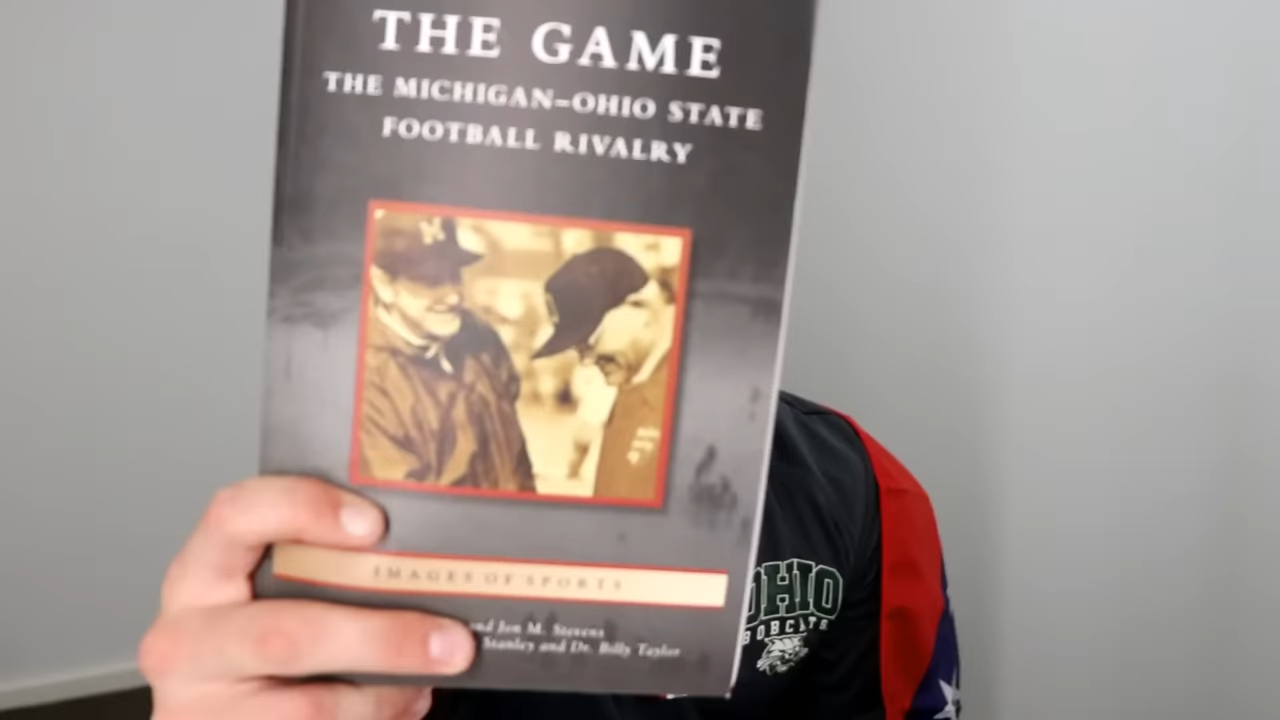 THE GAME
THE MICHIGAN–OHIO STATE
FOOTBALL RIVALRY
M
IMAGES OF SPORTS
and Jon M. Stevens
Stanley and Dr. Billy Taylor
OHIO
BOBCATS